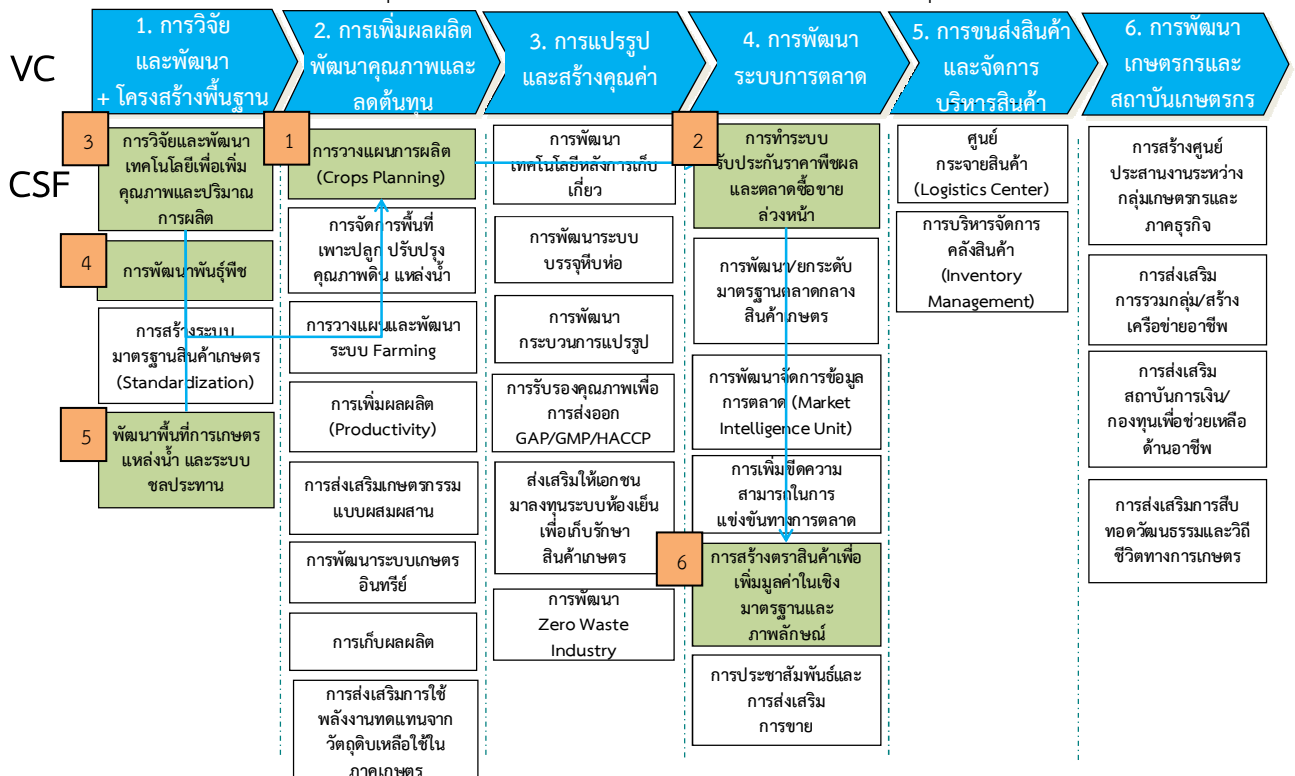 VC
1. การวิจัย
และพัฒนา
+ โครงสร้างพื้นฐาน
2. การเพิ่มผลผลิต
พัฒนาคุณภาพและ
ลดต้นทุน
3. การแปรรูป
และสร้างคุณค่า
4. การพัฒนา
ระบบการตลาด
5. การขนส่งสินค้า
และจัดการ
บริหารสินค้า
6. การพัฒนา
เกษตรกรและ
สถาบันเกษตรกร
CSF
3
การวิจัยและพัฒนา
เทคโนโลยีเพื่อเพิ่ม
คุณภาพและปริมาณ
การผลิต
4
การพัฒนาพันธุ์พืช
การสร้างระบบ
มาตรฐานสินค้าเกษตร
(Standardization)
5
พัฒนาพื้นที่การเกษตร
แหล่งน้ำ และระบบ
ชลประทาน
1
การวางแผนการผลิต
(Crops Planning)
การจัดการพื้นที่
เพาะปลูก ปรับปรุง
คุณภาพดิน แหล่งน้ำ
การวางแผนและพัฒนา
ระบบ Farming
การเพิ่มผลผลิต
(Productivity)
การส่งเสริมเกษตรกรรม
แบบผสมผสาน
การพัฒนาระบบเกษตร
อินทรีย์
การเก็บผลผลิต
การส่งเสริมการใช้
พลังงานทดแทนจาก
วัตถุดิบเหลือใช้ใน
ภาคเกษตร
การพัฒนา
เทคโนโลยีหลังการเก็บ
เกี่ยว
การพัฒนาระบบ
บรรจุหีบห่อ
การพัฒนา
กระบวนการแปรรูป
การรับรองคุณภาพเพื่อ
การส่งออก
GAP/GMP/HACCP
ส่งเสริมให้เอกชน
มาลงทุนระบบห้องเย็น
เพื่อเก็บรักษา
สินค้าเกษตร
การพัฒนา
Zero Waste
Industry
2
การทำระบบ
รับประกันราคาพืชผล
และตลาดซื้อขาย
ล่วงหน้า
การพัฒนา/ยกระดับ
มาตรฐานตลาดกลาง
สินค้าเกษตร
การพัฒนาจัดการข้อมูล
การตลาด (Market
Intelligence Unit)
การเพิ่มขีดความ
สามารถในการ
แข่งขันทางการตลาด
6
การสร้างตราสินค้าเพื่อ
เพิ่มมูลค่าในเชิง
มาตรฐานและ
ภาพลักษณ์
การประชาสัมพันธ์และ
การส่งเสริม
การขาย
ศูนย์
กระจายสินค้า
(Logistics Center)
การบริหารจัดการ
คลังสินค้า
(Inventory
Management)
การสร้างศูนย์
ประสานงานระหว่าง
กลุ่มเกษตรกรและ
ภาคธุรกิจ
การส่งเสริม
การรวมกลุ่ม/สร้าง
เครือข่ายอาชีพ
การส่งเสริม
สถาบันการเงิน/
กองทุนเพื่อช่วยเหลือ
ด้านอาชีพ
การส่งเสริมการสืบ
ทอดวัฒนธรรมและวิถี
ชีวิตทางการเกษตร